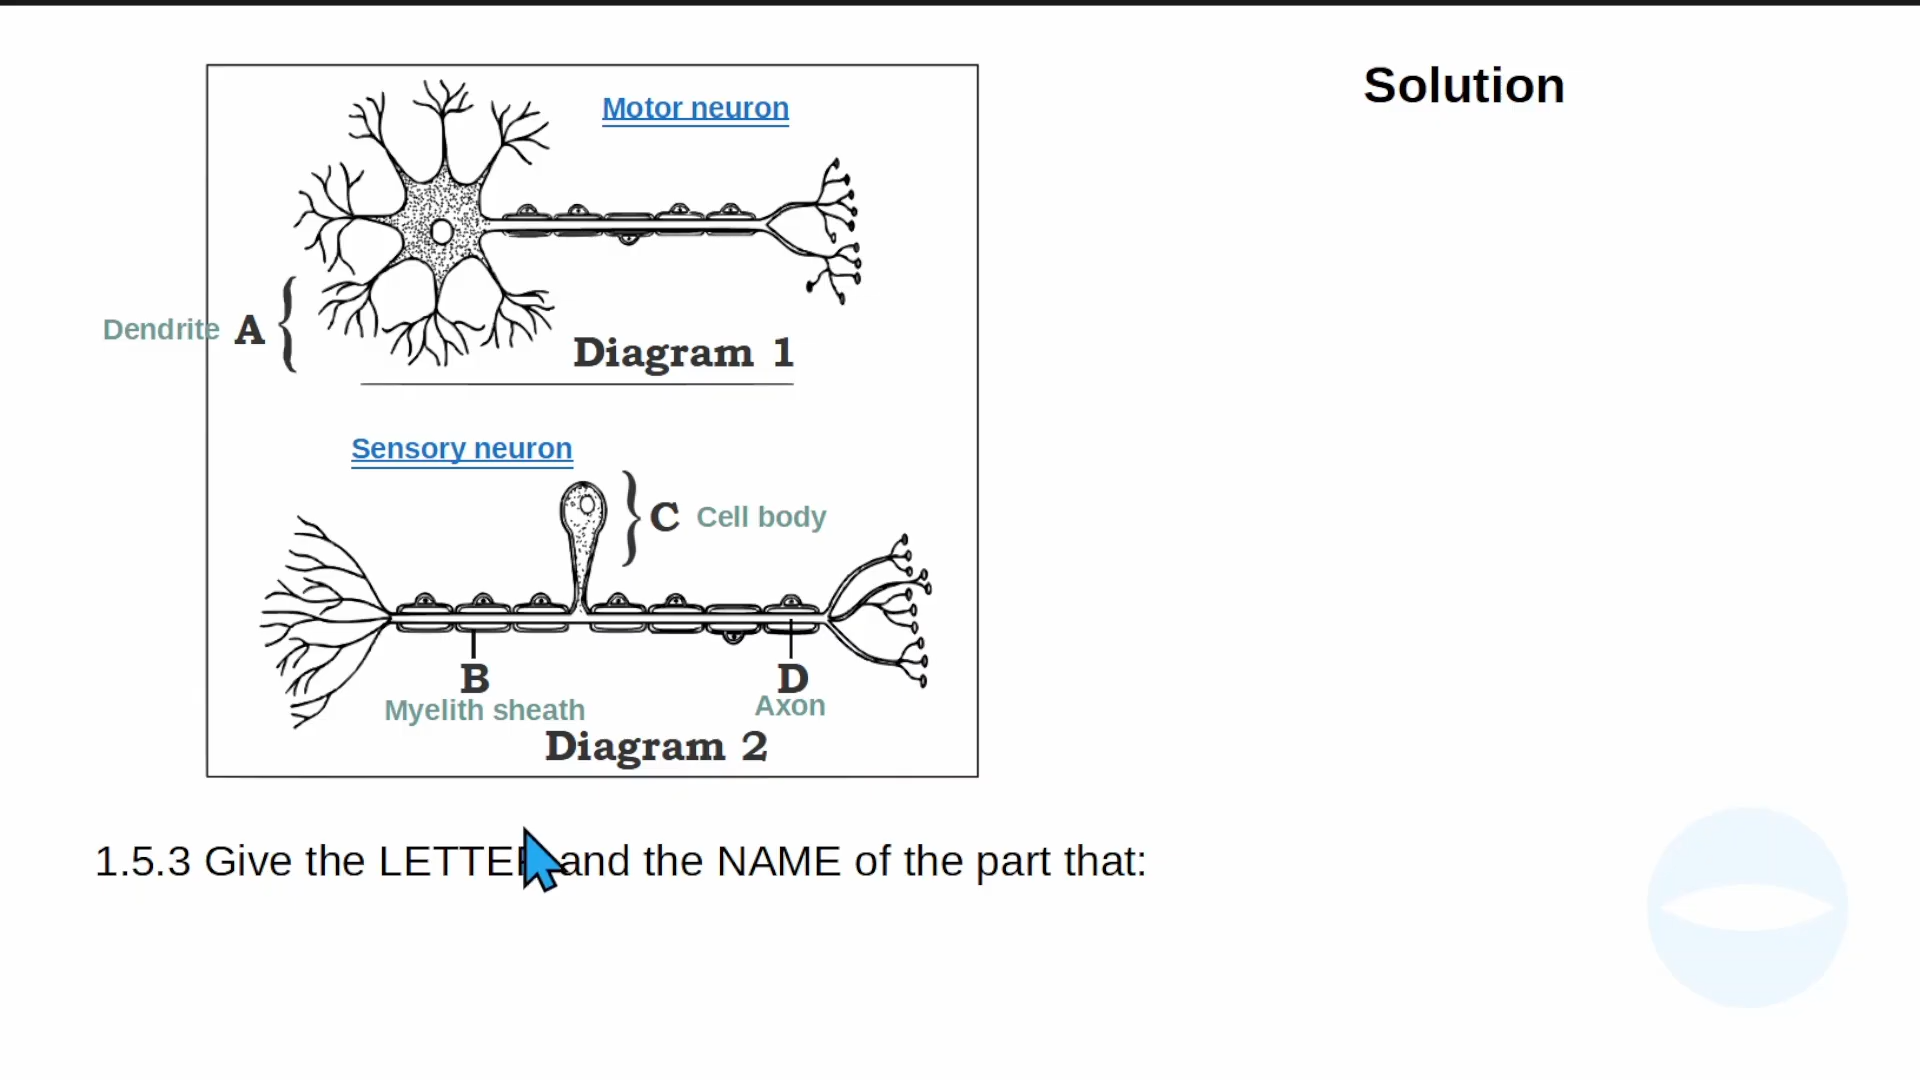 Solution
Motor neuron
Dendrite A
Diagram 1
Sensory neuron
C Cell body
B
D
Myelith sheath
Axon
Diagram 2
1.5.3 Give the LETTER and the NAME of the part that: